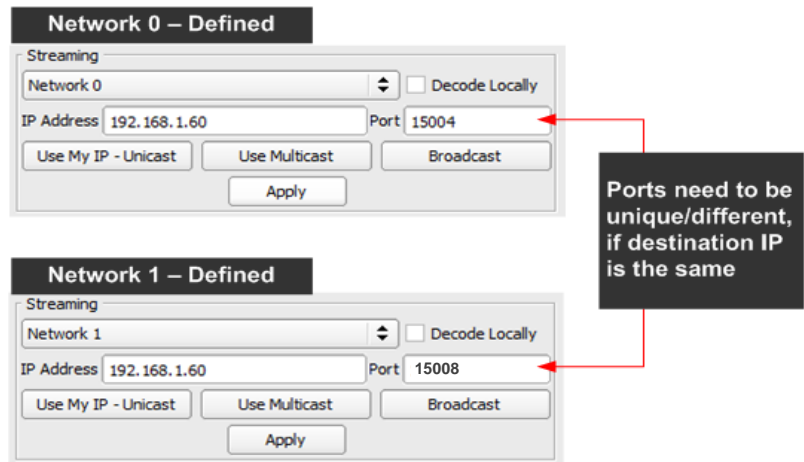 Network 0 – Defined
Streaming
Network 0
Decode Locally
IP Address 192.168.1.60 Port 15004
Use My IP - Unicast Use Multicast Broadcast
Apply
Ports need to be
unique/different,
if destination IP
is the same
Network 1 – Defined
Streaming
Network 1
Decode Locally
IP Address 192.168.1.60 Port 15008
Use My IP - Unicast Use Multicast Broadcast
Apply